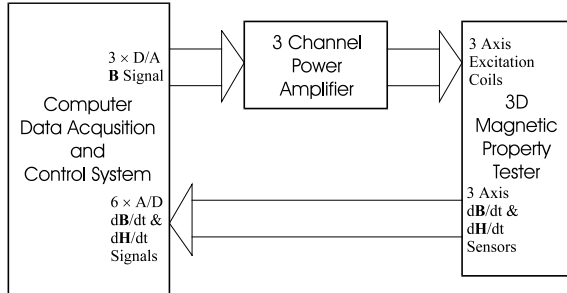 3 × D/A
B Signal
Computer
Data Acqusition
and
Control System
6 × A/D
dB/dt &
dH/dt
Signals
3 Channel
Power
Amplifier
3 Axis
Excitation
Coils
3D
Magnetic
Property
Tester
3 Axis
dB/dt &
dH/dt
Sensors